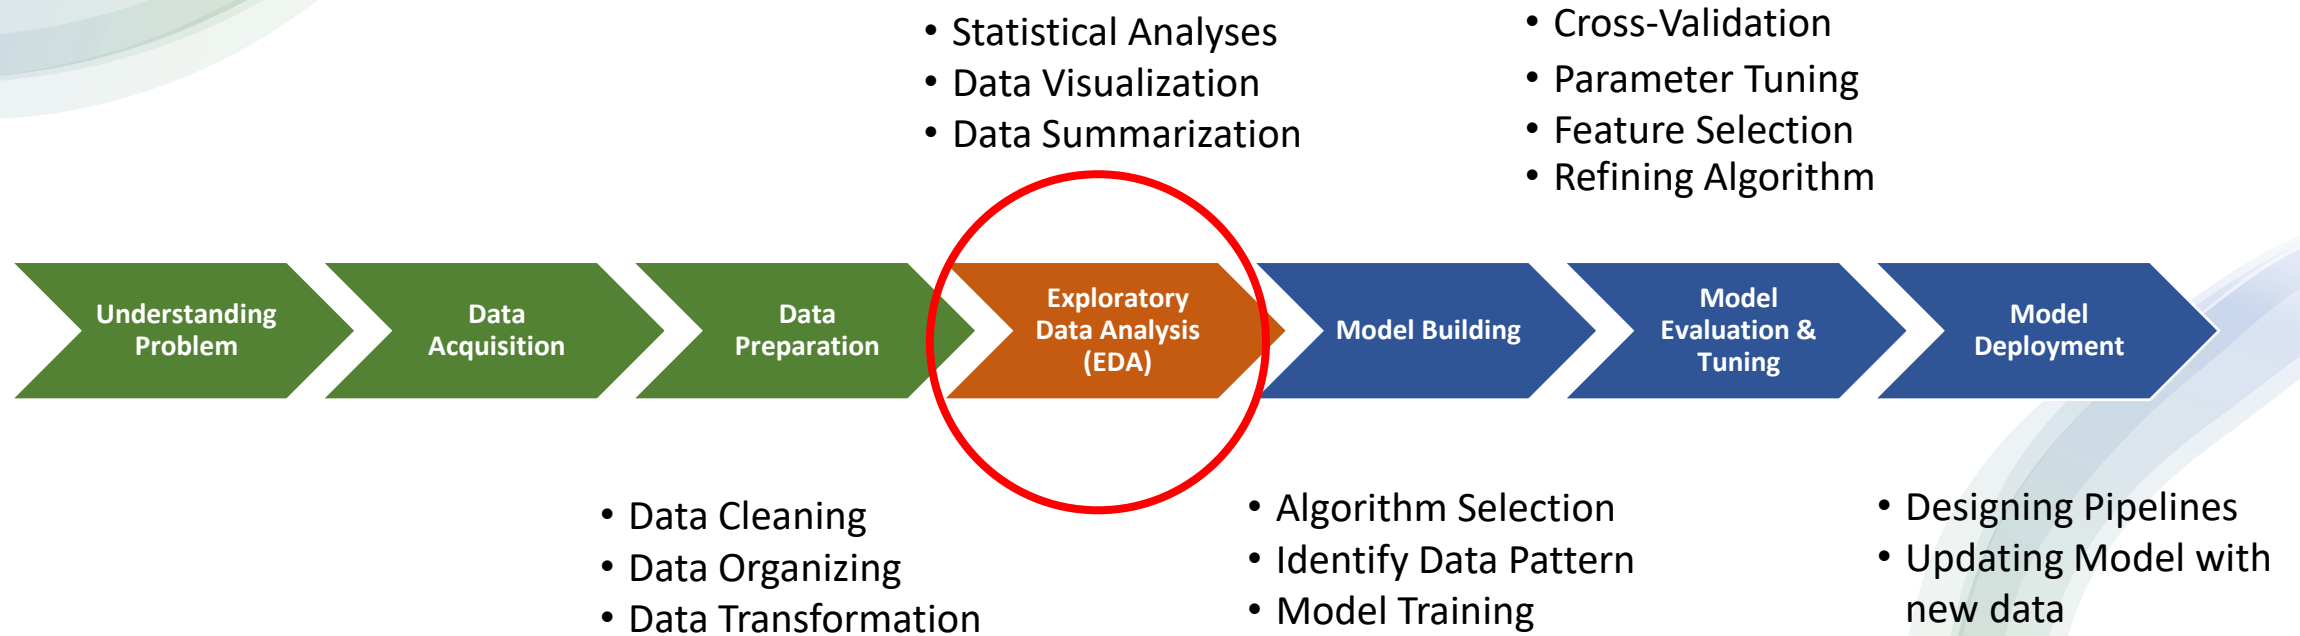 • Statistical Analyses
• Data Visualization
• Data Summarization
• Cross-Validation
• Parameter Tuning
• Feature Selection
• Refining Algorithm
Understanding
Problem
Data
Acquisition
Data
Preparation
Exploratory
Data Analysis
(EDA)
Model Building
Model
Evaluation &
Tuning
Model
Deployment
• Data Cleaning
• Data Organizing
• Data Transformation
• Algorithm Selection
• Identify Data Pattern
• Model Training
• Designing Pipelines
• Updating Model with
new data